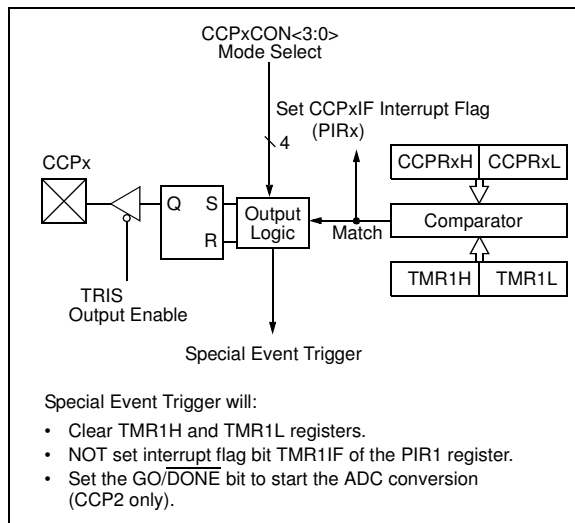 CCPxCON<3:0>
Mode Select
Set CCPxIF Interrupt Flag
(PIRx)
4
CCPx
CCPRxH CCPRxL
Q S
R
Output
Logic
Match
Comparator
TRIS
Output Enable
TMR1H TMR1L
Special Event Trigger
Special Event Trigger will:
• Clear TMR1H and TMR1L registers.
• NOT set interrupt flag bit TMR1IF of the PIR1 register.
• Set the GO/DONE bit to start the ADC conversion
(CCP2 only).